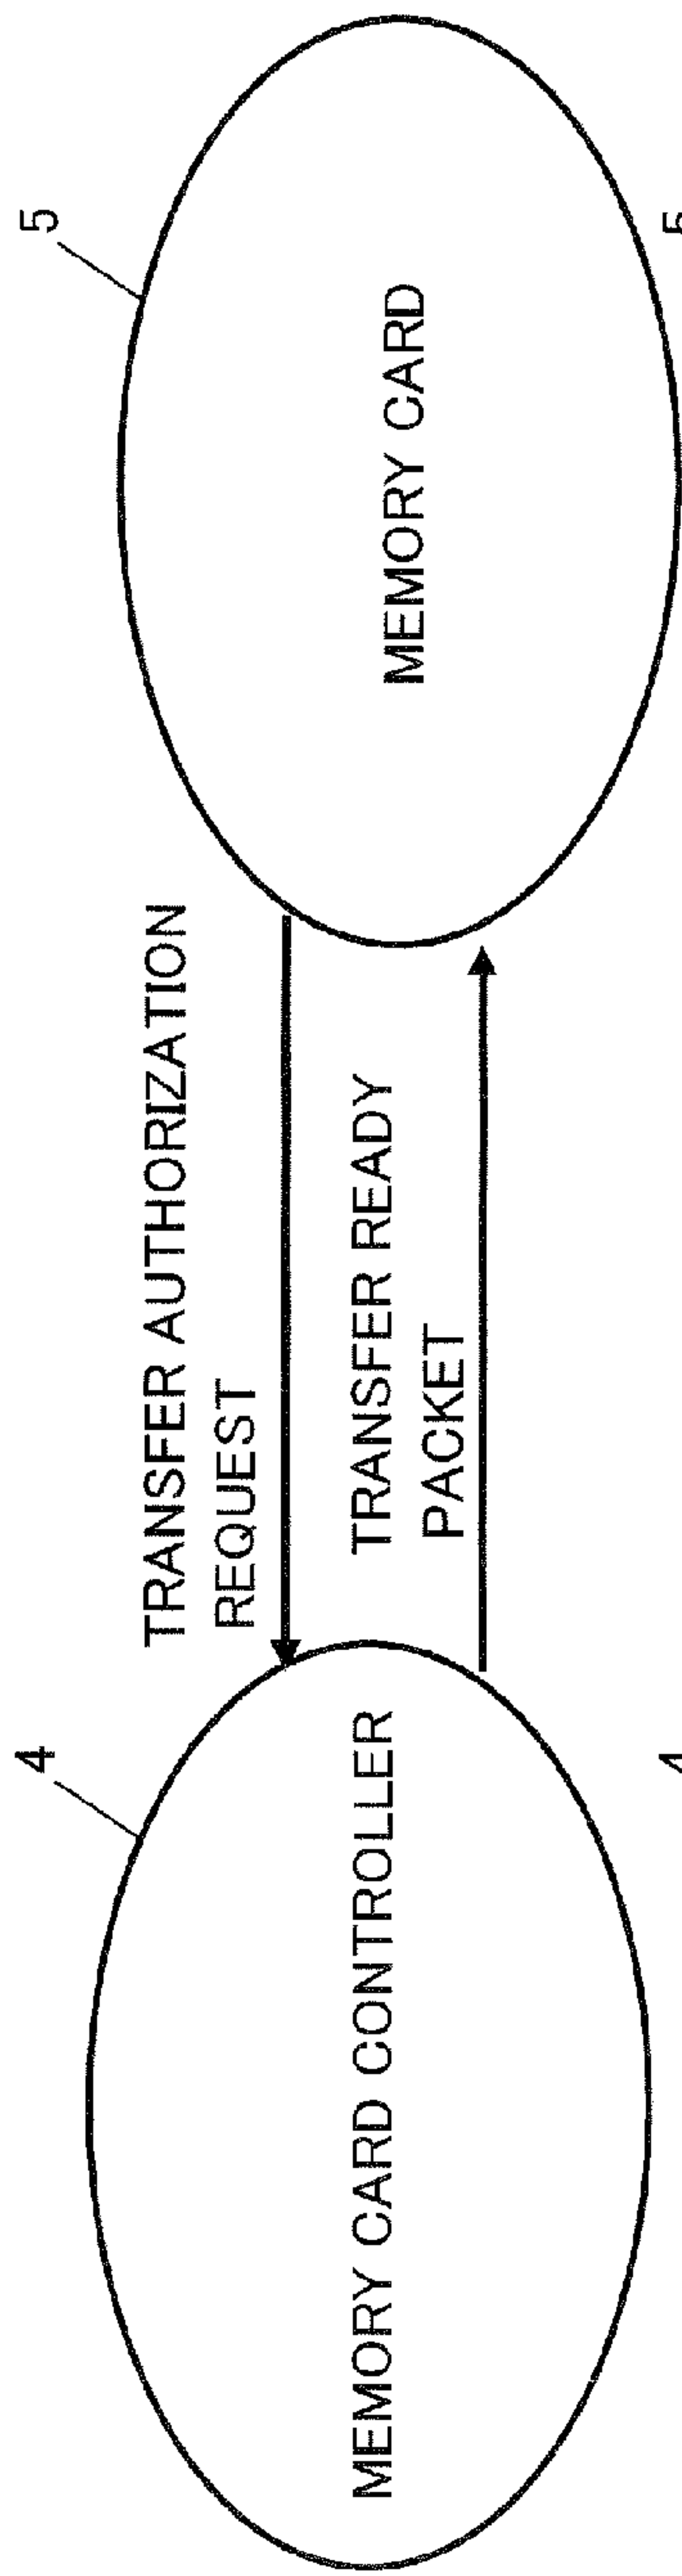 4
5
TRANSFER AUTHORIZATION
REQUEST
MEMORY CARD CONTROLLER
TRANSFER READY
PACKET
MEMORY CARD